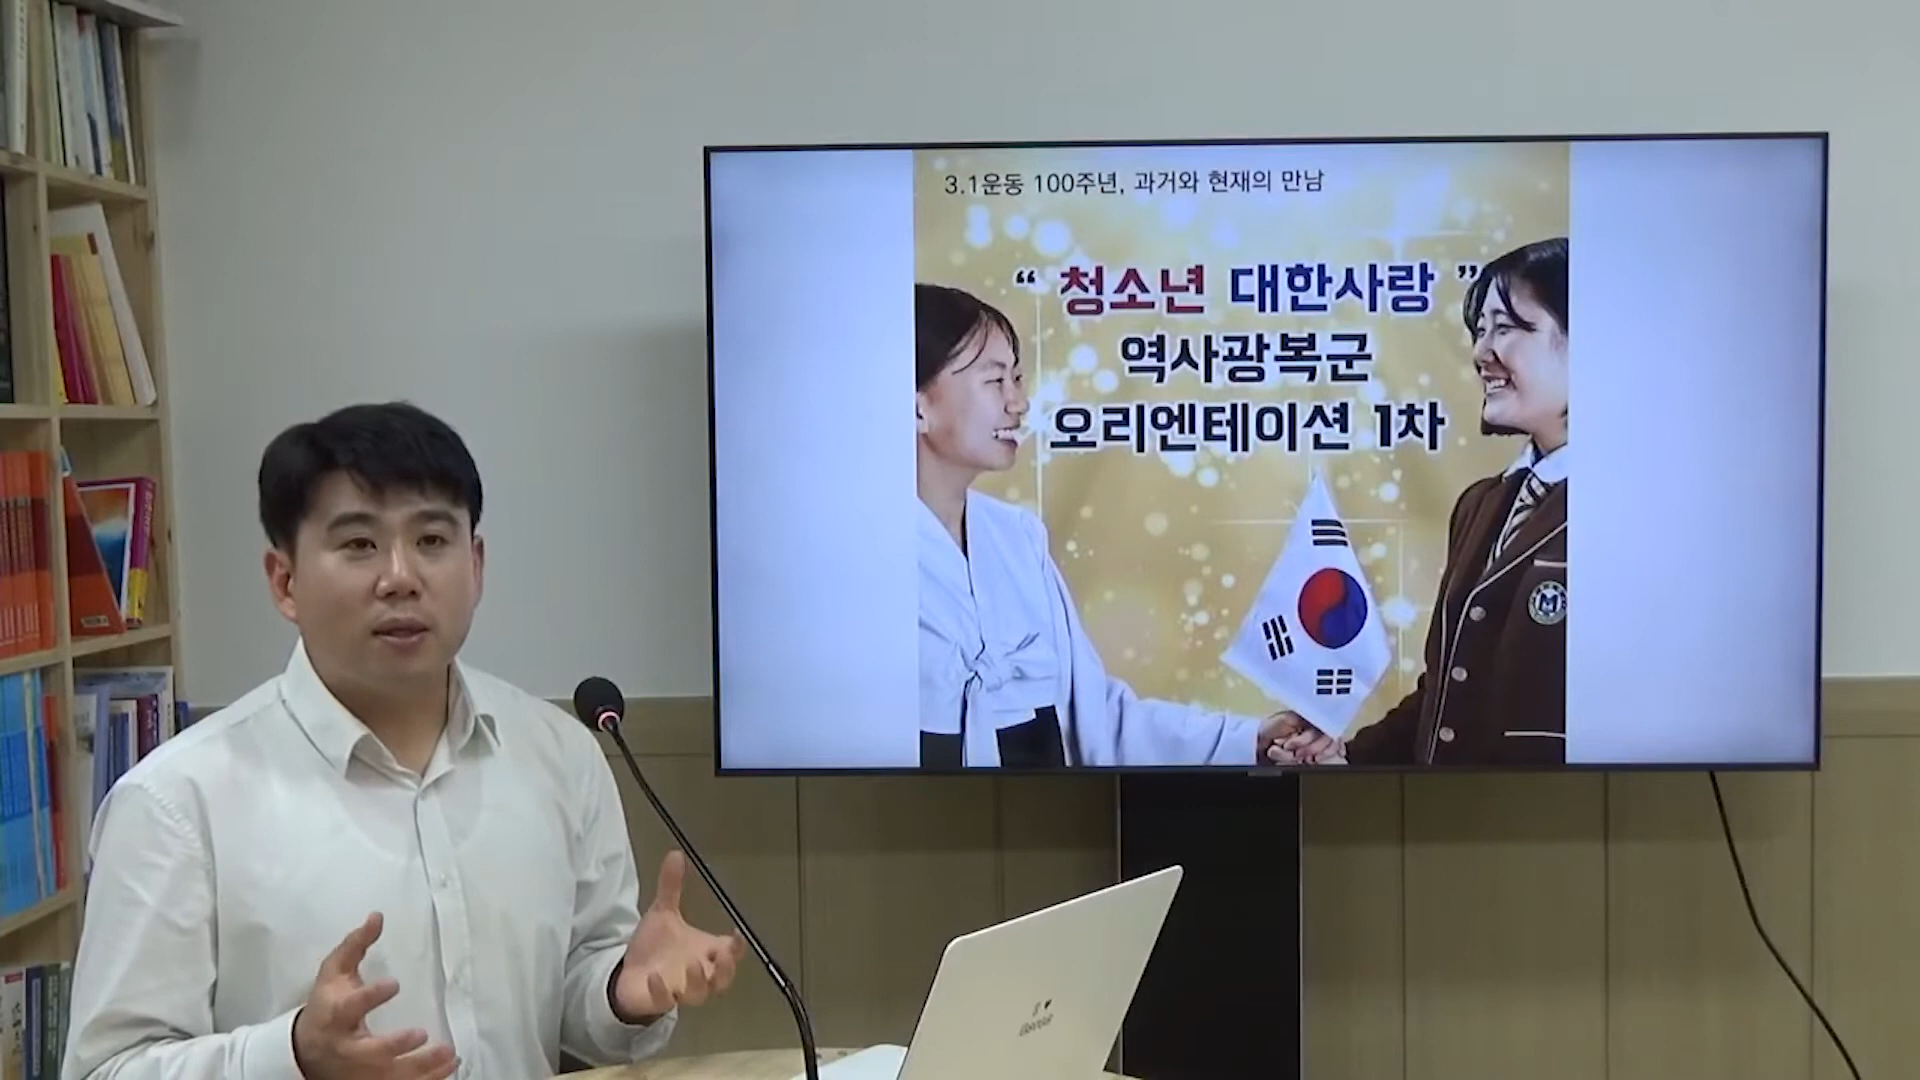 3.1운동 100주년, 과거와 현재의 만남
“ 청소년 대한사랑 ”
역사광복군
오리엔테이션 1차
M